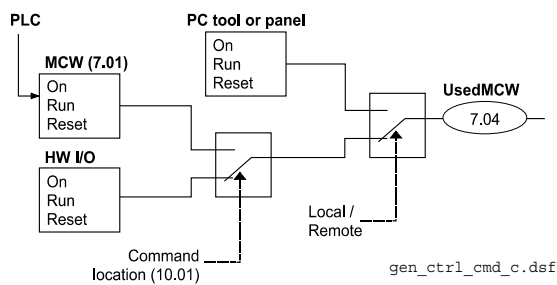 PLC
PC tool or panel
MCW (7.01)
On
Run
Reset
On
Run
Reset
UsedMCW
7.04
HW I/O
On
Run
Reset
Local /
Remote
Command
location (10.01)
gen_ctrl_cmd_c.dsf